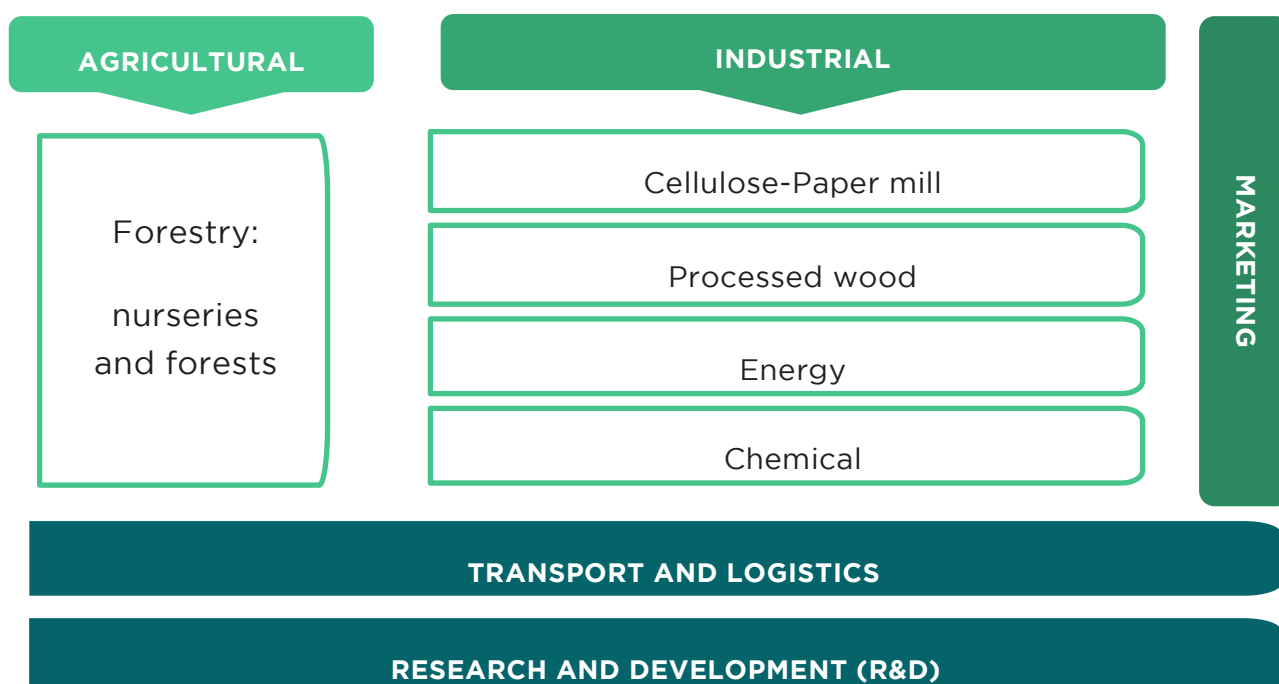 AGRICULTURAL
INDUSTRIAL
MARKETING
Forestry:
nurseries
and forests
Cellulose-Paper mill
Processed wood
Energy
Chemical
TRANSPORT AND LOGISTICS
RESEARCH AND DEVELOPMENT (R&D)